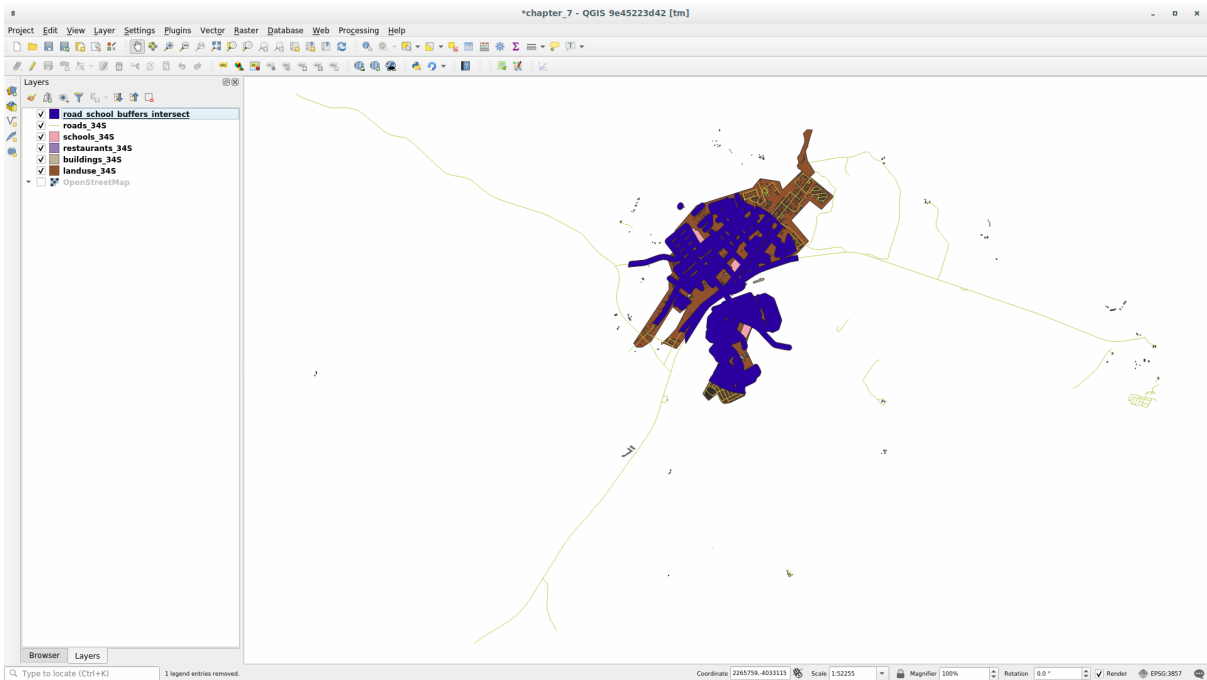 *chapter_7 - QGIS 9e45223d42 [tm]
Project Edit View Layer Settings Plugins Vector Raster Database Web Processing Help
Layers
road_school_buffers_intersect
roads_34S
schools_34S
restaurants_34S
buildings_34S
landuse_34S
OpenStreetMap
Browser Layers
Type to locate (Ctrl+K) 1 legend entries removed. Coordinate 2265759,-4033115 Scale 1:52255 Magnifier 100% Rotation 0.0 ° Render EPSG:3857